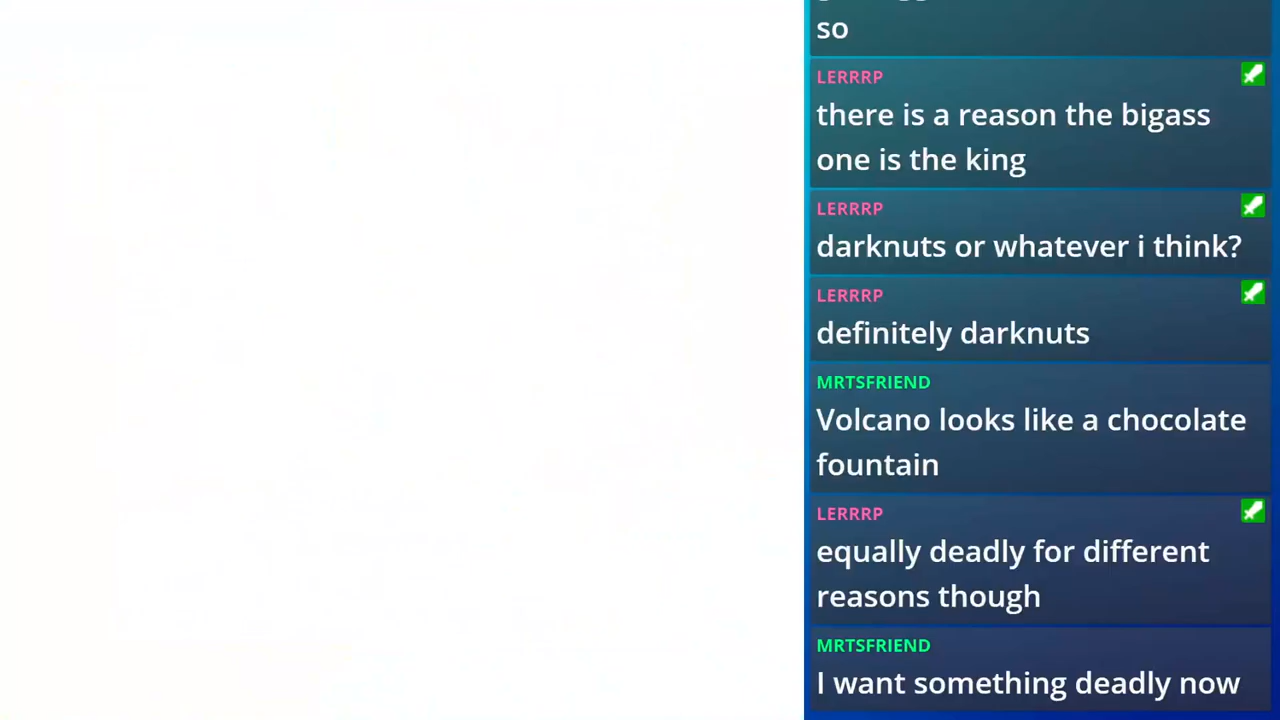 so
LERRRP
there is a reason the bigass
one is the king
LERRRP
darknuts or whatever i think?
LERRRP
definitely darknuts
MRTSFRIEND
Volcano looks like a chocolate
fountain
LERRRP
equally deadly for different
reasons though
MRTSFRIEND
I want something deadly now